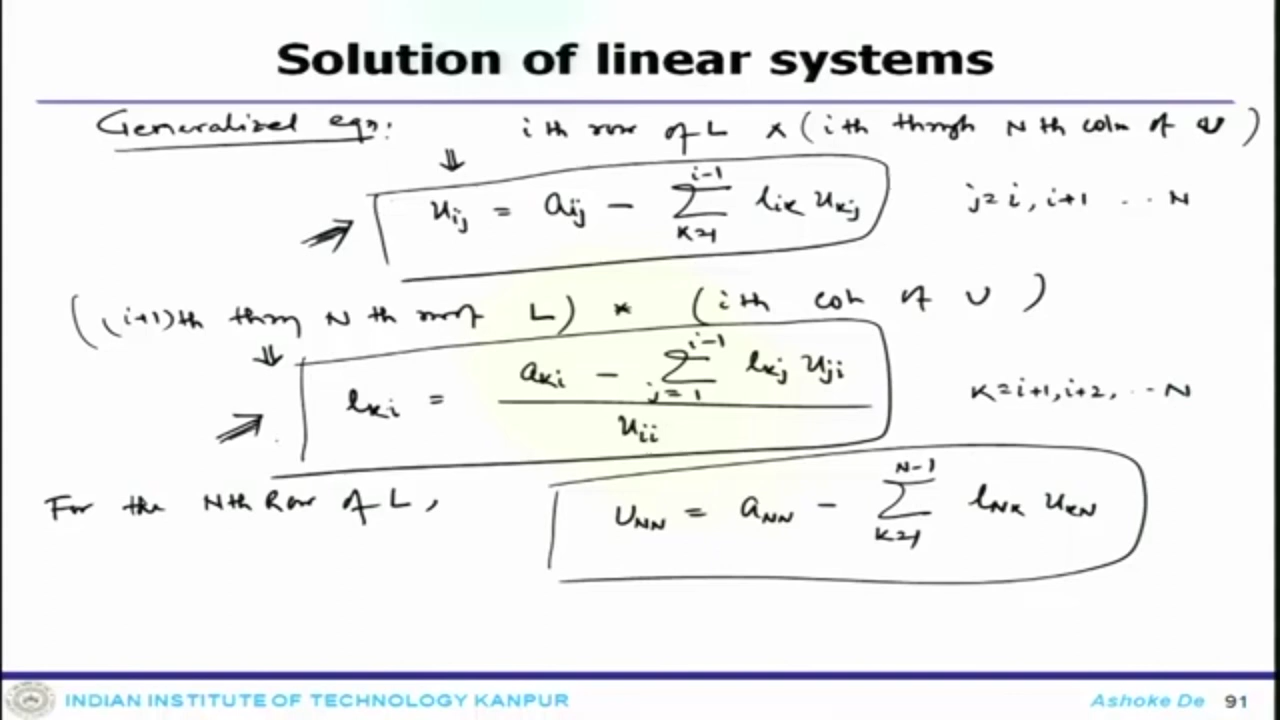 Solution of linear systems
Generalized eqn: ith row of L × (ith through Nth colm of U)
⇓
u_ij = a_ij − Σ_{k=1}^{i-1} l_ik u_kj j=i, i+1 .. N
((i+1)th throu N th row of L) * (ith coln of U)
⇓
l_ki = (a_ki − Σ_{j=1}^{i-1} l_kj u_ji) / u_ii k=i+1, i+2, .. N
For the Nth Row of L, U_NN = a_NN − Σ_{k=1}^{N-1} l_Nk u_kN
INDIAN INSTITUTE OF TECHNOLOGY KANPUR Ashoke De 91